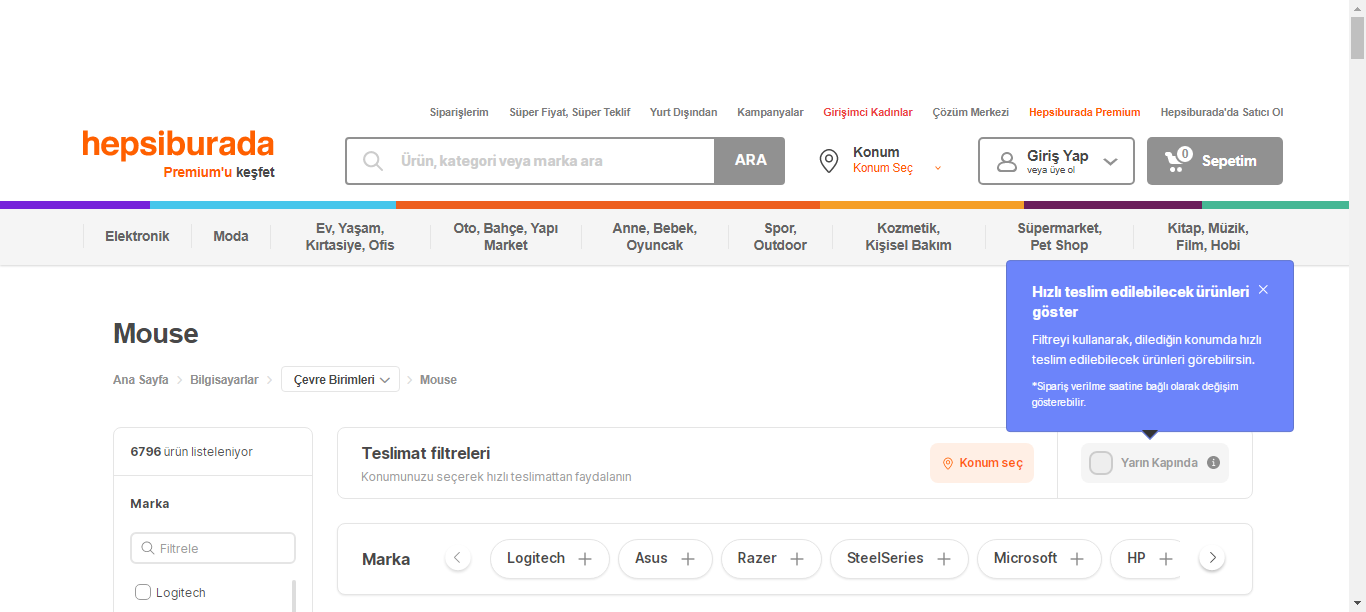 Siparişlerim Süper Fiyat, Süper Teklif Yurt Dışından Kampanyalar Girişimci Kadınlar Çözüm Merkezi Hepsiburada Premium Hepsiburada'da Satıcı Ol
hepsiburada
Premium'u keşfet
Ürün, kategori veya marka ara
ARA
Konum
Konum Seç
Giriş Yap
veya üye ol
0
Sepetim
Elektronik
Moda
Ev, Yaşam,
Kırtasiye, Ofis
Oto, Bahçe, Yapı
Market
Anne, Bebek,
Oyuncak
Spor,
Outdoor
Kozmetik,
Kişisel Bakım
Süpermarket,
Pet Shop
Kitap, Müzik,
Film, Hobi
Hızlı teslim edilebilecek ürünleri
göster
Filtreyi kullanarak, dilediğin konumda hızlı
teslim edilebilecek ürünleri görebilirsin.
*Sipariş verilme saatine bağlı olarak değişim
gösterebilir.
Mouse
Ana Sayfa Bilgisayarlar Çevre Birimleri Mouse
6796 ürün listeleniyor
Marka
Filtrele
Logitech
Teslimat filtreleri
Konumunuzu seçerek hızlı teslimattan faydalanın
Konum seç
Yarın Kapında
Marka
Logitech
Asus
Razer
SteelSeries
Microsoft
HP